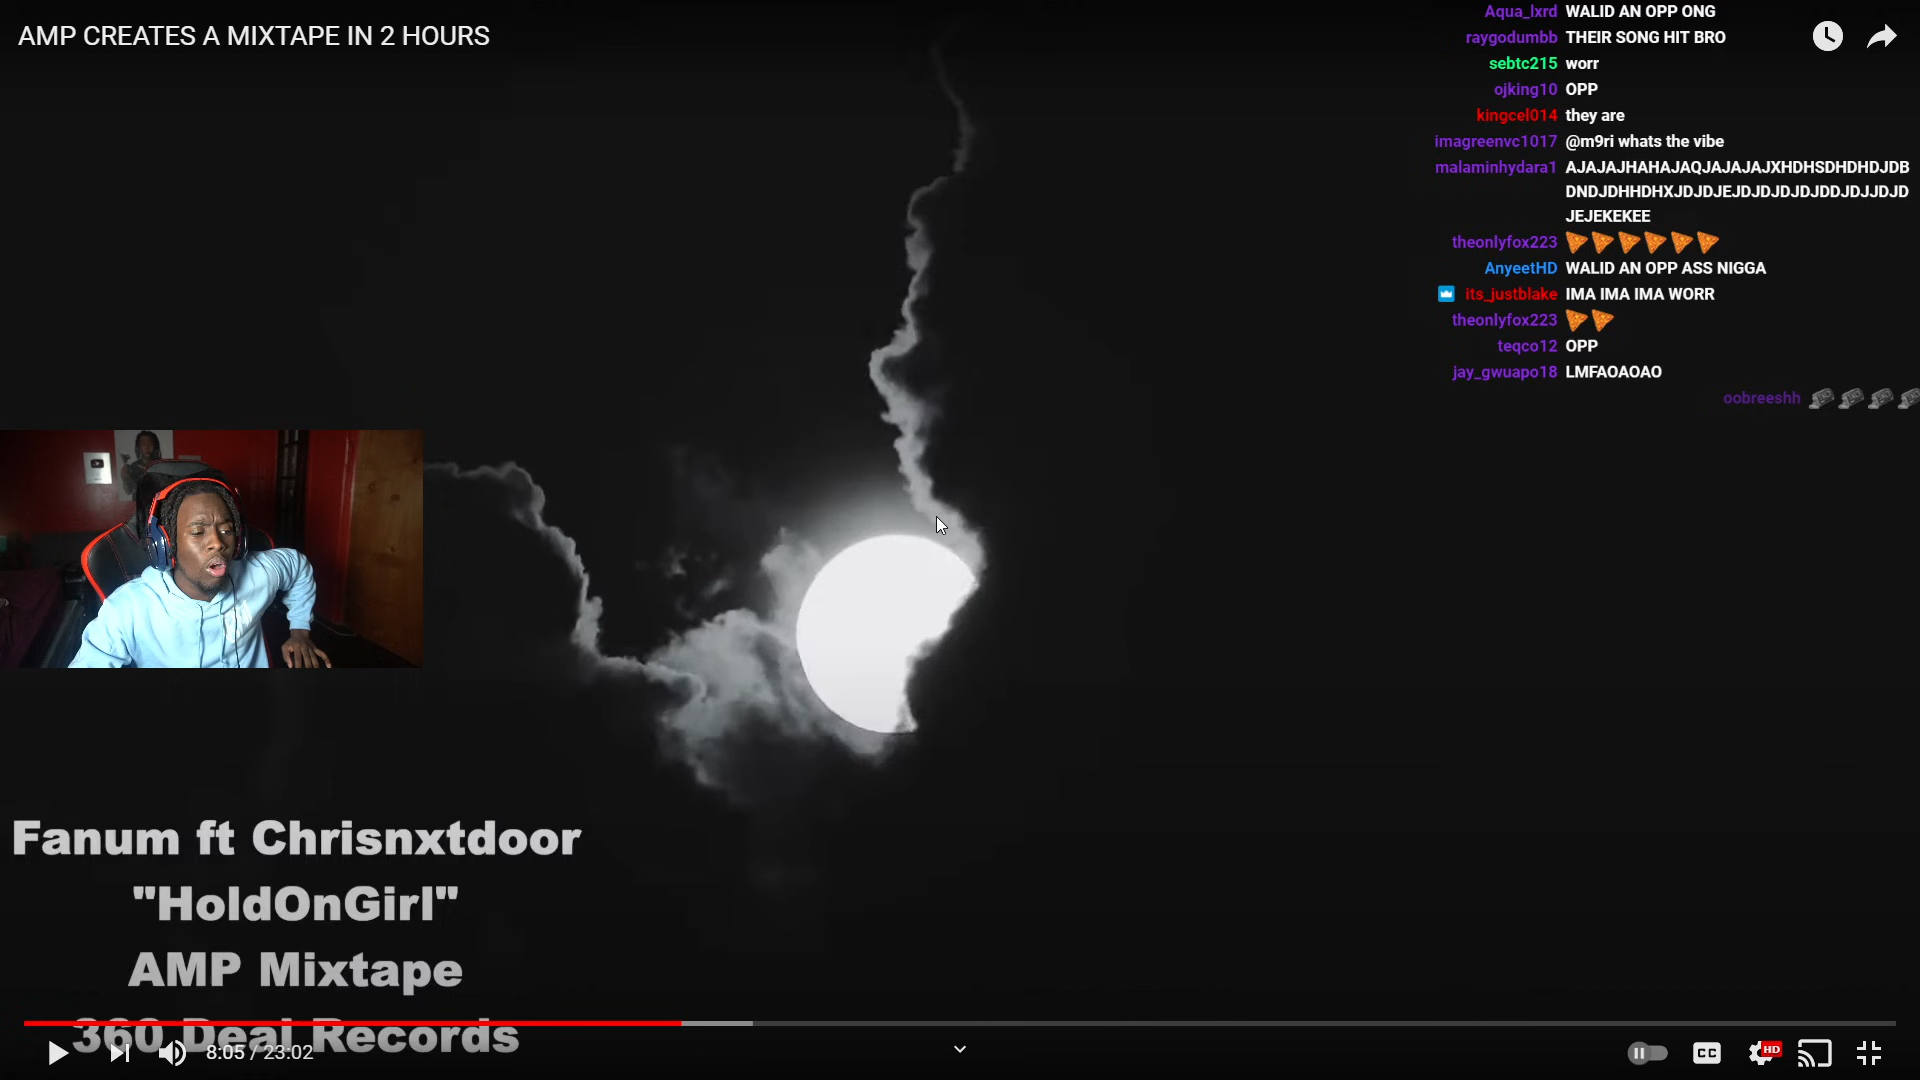 AMP CREATES A MIXTAPE IN 2 HOURS
Aqua_lxrd WALID AN OPP ONG
raygodumbb THEIR SONG HIT BRO
sebtc215 worr
ojking10 OPP
kingcel014 they are
imagreenvc1017 @m9ri whats the vibe
malaminhydara1 AJAJAJHAHAJAQJAJAJAJXHDHSDHDHDJDB
DNDJDHHDHXJDJDJEJDJDJDJDJDDJDJJDJD
JEJEKEKEE
theonlyfox223
AnyeetHD WALID AN OPP ASS NIGGA
its_justblake IMA IMA IMA WORR
theonlyfox223
teqco12 OPP
jay_gwuapo18 LMFAOAOAO
oobreeshh
Fanum ft Chrisnxtdoor
"HoldOnGirl"
AMP Mixtape
360 Deal Records
8:05 / 23:02
CC
HD